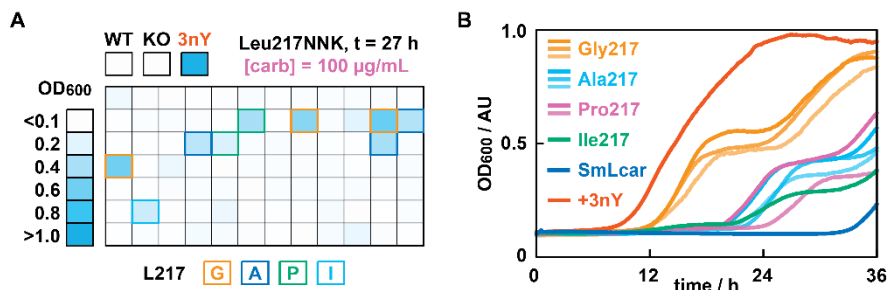 A
WT KO 3nY
Leu217NNK, t = 27 h
[carb] = 100 µg/mL
OD600
<0.1
0.2
0.4
0.6
0.8
>1.0
L217 G A P I
B
OD600 / AU
1.0
0.5
0
Gly217
Ala217
Pro217
Ile217
SmLcar
+3nY
0 12 24 36
time / h